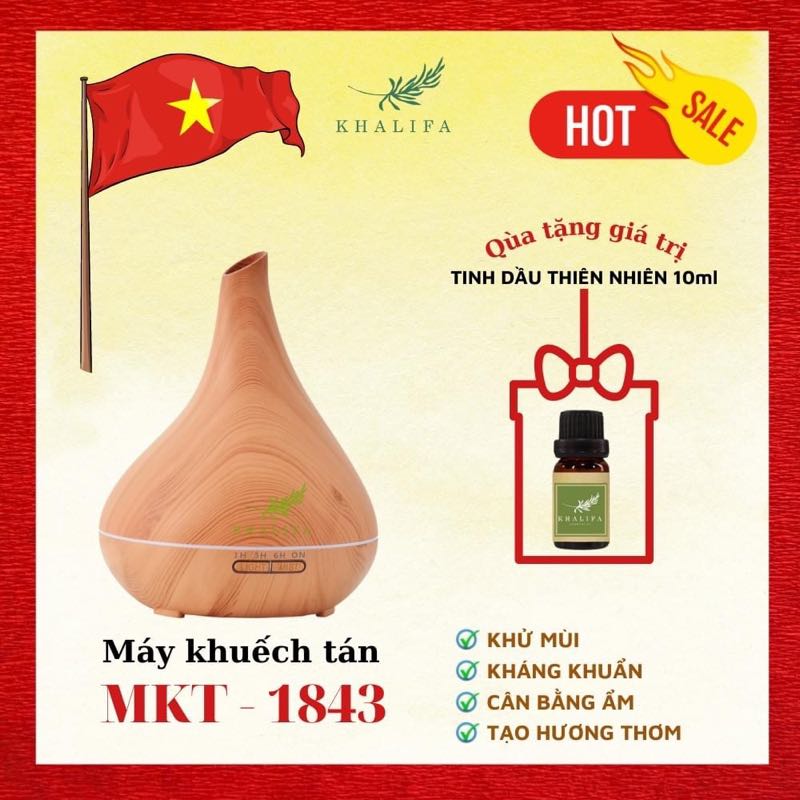 KHALIFA
HOT
SALE
Qùa tặng giá trị
TINH DẦU THIÊN NHIÊN 10ml
KHALIFA
KHALIFA
1H 3H 6H ON
LIGHT MIST
Máy khuếch tán
MKT - 1843
KHỬ MÙI
KHÁNG KHUẨN
CÂN BẰNG ẨM
TẠO HƯƠNG THƠM